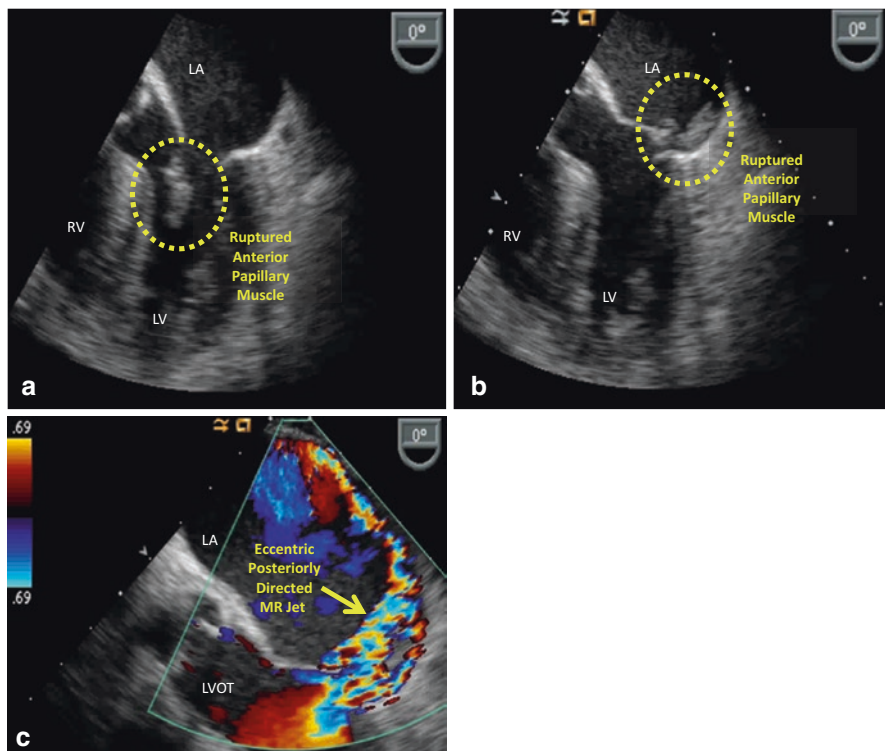 0°
LA
RV
Ruptured
Anterior
Papillary
Muscle
LV
a
0°
LA
Ruptured
Anterior
Papillary
Muscle
RV
LV
b
.69
.69
0°
LA
Eccentric
Posteriorly
Directed
MR Jet
LVOT
c